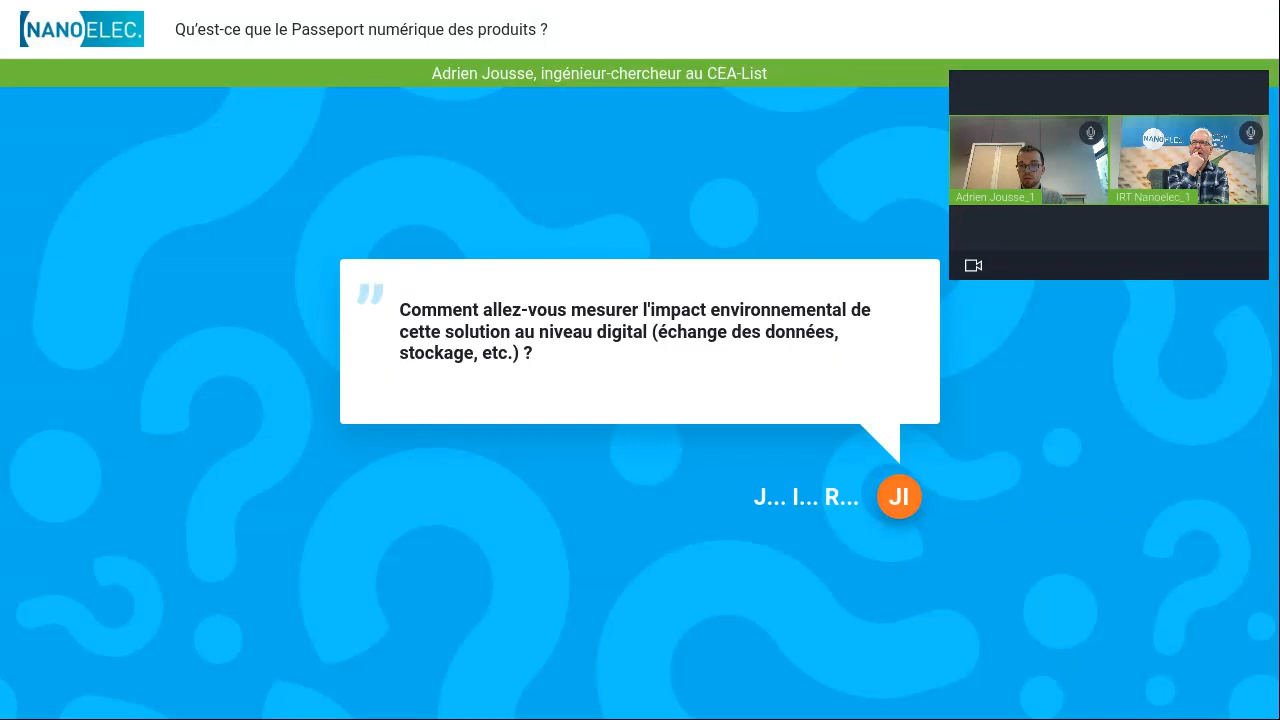 NANOELEC.
Qu’est-ce que le Passeport numérique des produits ?
Adrien Jousse, ingénieur-chercheur au CEA-List
NANOELEC
Adrien Jousse_1
IRT Nanoelec_1
Comment allez-vous mesurer l'impact environnemental de
cette solution au niveau digital (échange des données,
stockage, etc.) ?
J... I... R...
JI